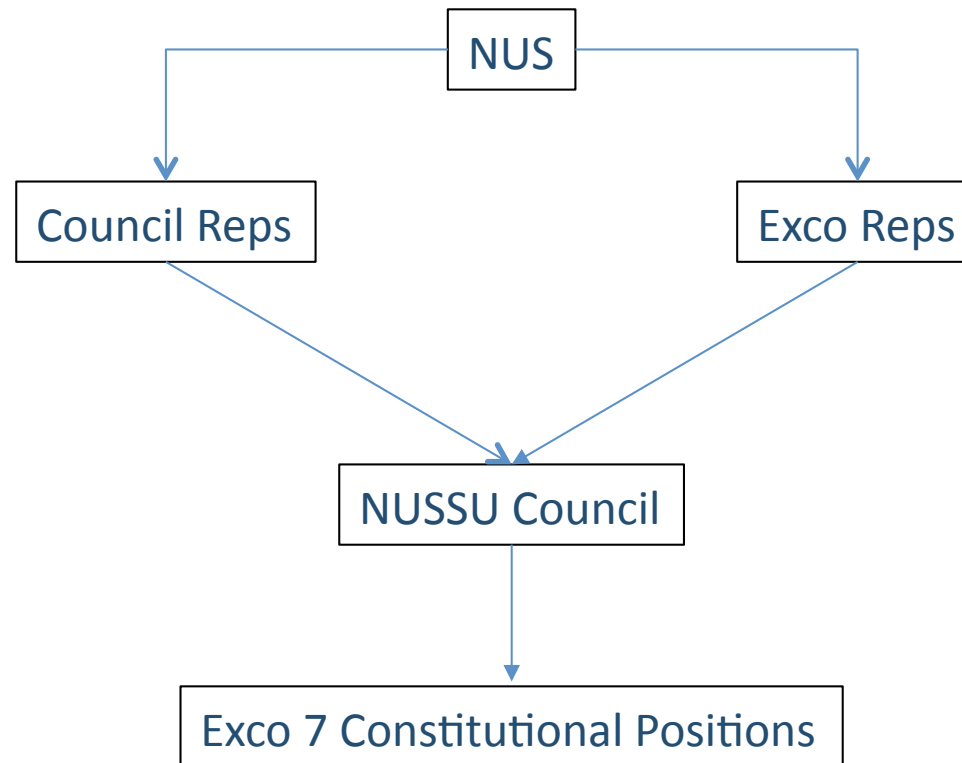 NUS
Council Reps
Exco Reps
NUSSU Council
Exco 7 Constitutional Positions